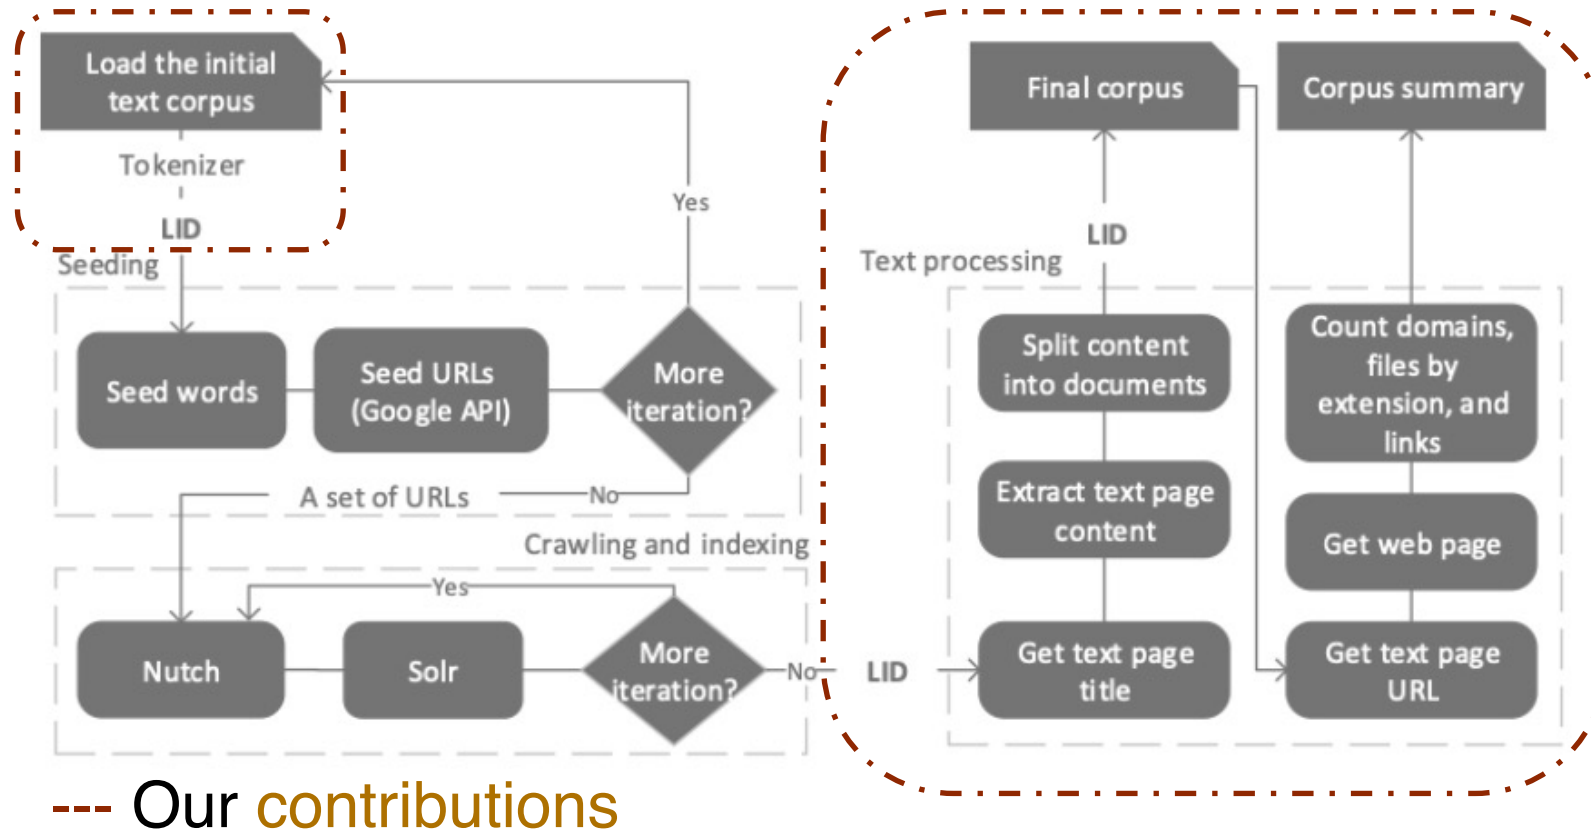 Load the initial
text corpus
Tokenizer
LID
Seeding
Seed words
Seed URLs
(Google API)
More
iteration?
Yes
No
A set of URLs
Crawling and indexing
Yes
Nutch
Solr
More
iteration?
No
LID
Text processing
Get text page
title
Extract text page
content
Split content
into documents
LID
Final corpus
Get text page
URL
Get web page
Count domains,
files by
extension, and
links
Corpus summary
Our contributions